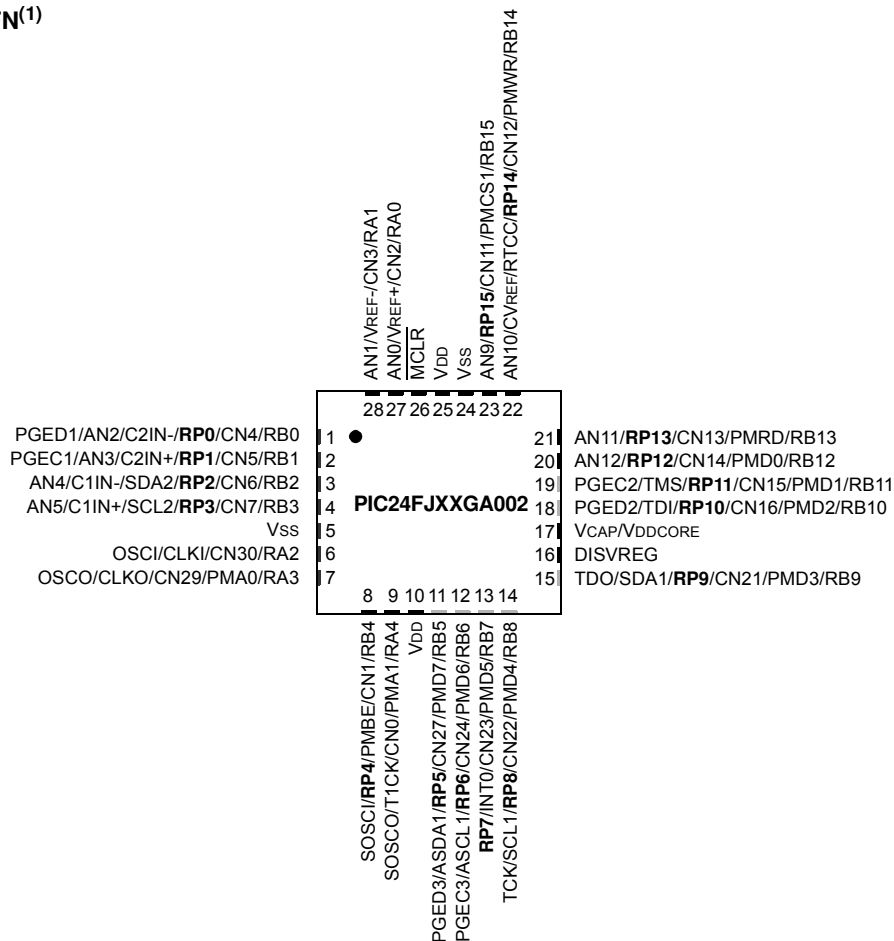 N(1)
AN1/VREF-/CN3/RA1
AN0/VREF+/CN2/RA0
MCLR
VDD
VSS
AN9/RP15/CN11/PMCS1/RB15
AN10/CVREF/RTCC/RP14/CN12/PMWR/RB14
28 27 26 25 24 23 22
PGED1/AN2/C2IN-/RP0/CN4/RB0 1
PGEC1/AN3/C2IN+/RP1/CN5/RB1 2
AN4/C1IN-/SDA2/RP2/CN6/RB2 3
AN5/C1IN+/SCL2/RP3/CN7/RB3 4
VSS 5
OSCI/CLKI/CN30/RA2 6
OSCO/CLKO/CN29/PMA0/RA3 7
PIC24FJXXGA002
21 AN11/RP13/CN13/PMRD/RB13
20 AN12/RP12/CN14/PMD0/RB12
19 PGEC2/TMS/RP11/CN15/PMD1/RB11
18 PGED2/TDI/RP10/CN16/PMD2/RB10
17 VCAP/VDDCORE
16 DISVREG
15 TDO/SDA1/RP9/CN21/PMD3/RB9
8 9 10 11 12 13 14
SOSCI/RP4/PMBE/CN1/RB4
SOSCO/T1CK/CN0/PMA1/RA4
VDD
PGED3/ASDA1/RP5/CN27/PMD7/RB5
PGEC3/ASCL1/RP6/CN24/PMD6/RB6
RP7/INT0/CN23/PMD5/RB7
TCK/SCL1/RP8/CN22/PMD4/RB8